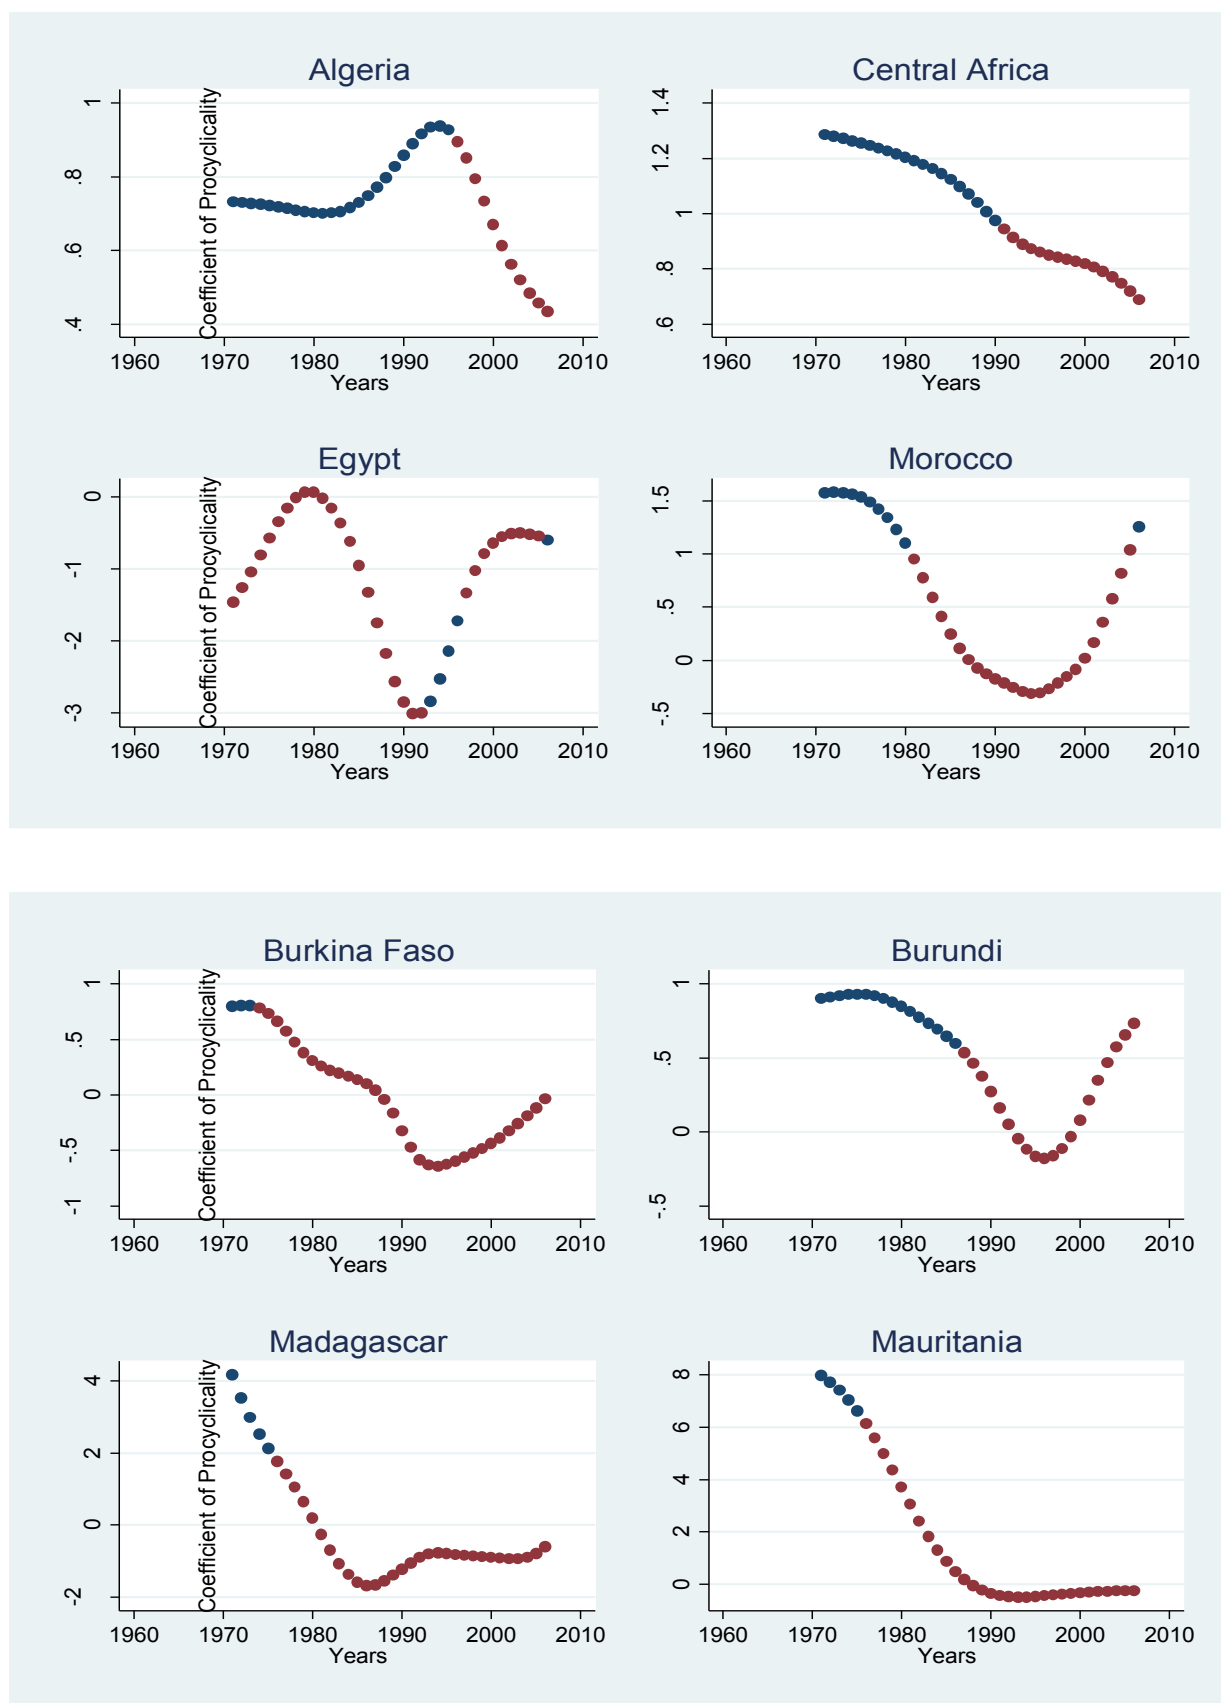 Algeria
Coefficient of Procyclicality
1
.8
.6
.4
1960 1970 1980 1990 2000 2010
Years
Central Africa
1.4
1.2
1
.8
.6
1960 1970 1980 1990 2000 2010
Years
Egypt
Coefficient of Procyclicality
0
-1
-2
-3
1960 1970 1980 1990 2000 2010
Years
Morocco
1.5
1
.5
0
-.5
1960 1970 1980 1990 2000 2010
Years
Burkina Faso
Coefficient of Procyclicality
1
.5
0
-.5
-1
1960 1970 1980 1990 2000 2010
Years
Burundi
1
.5
0
-.5
1960 1970 1980 1990 2000 2010
Years
Madagascar
Coefficient of Procyclicality
4
2
0
-2
1960 1970 1980 1990 2000 2010
Years
Mauritania
8
6
4
2
0
1960 1970 1980 1990 2000 2010
Years